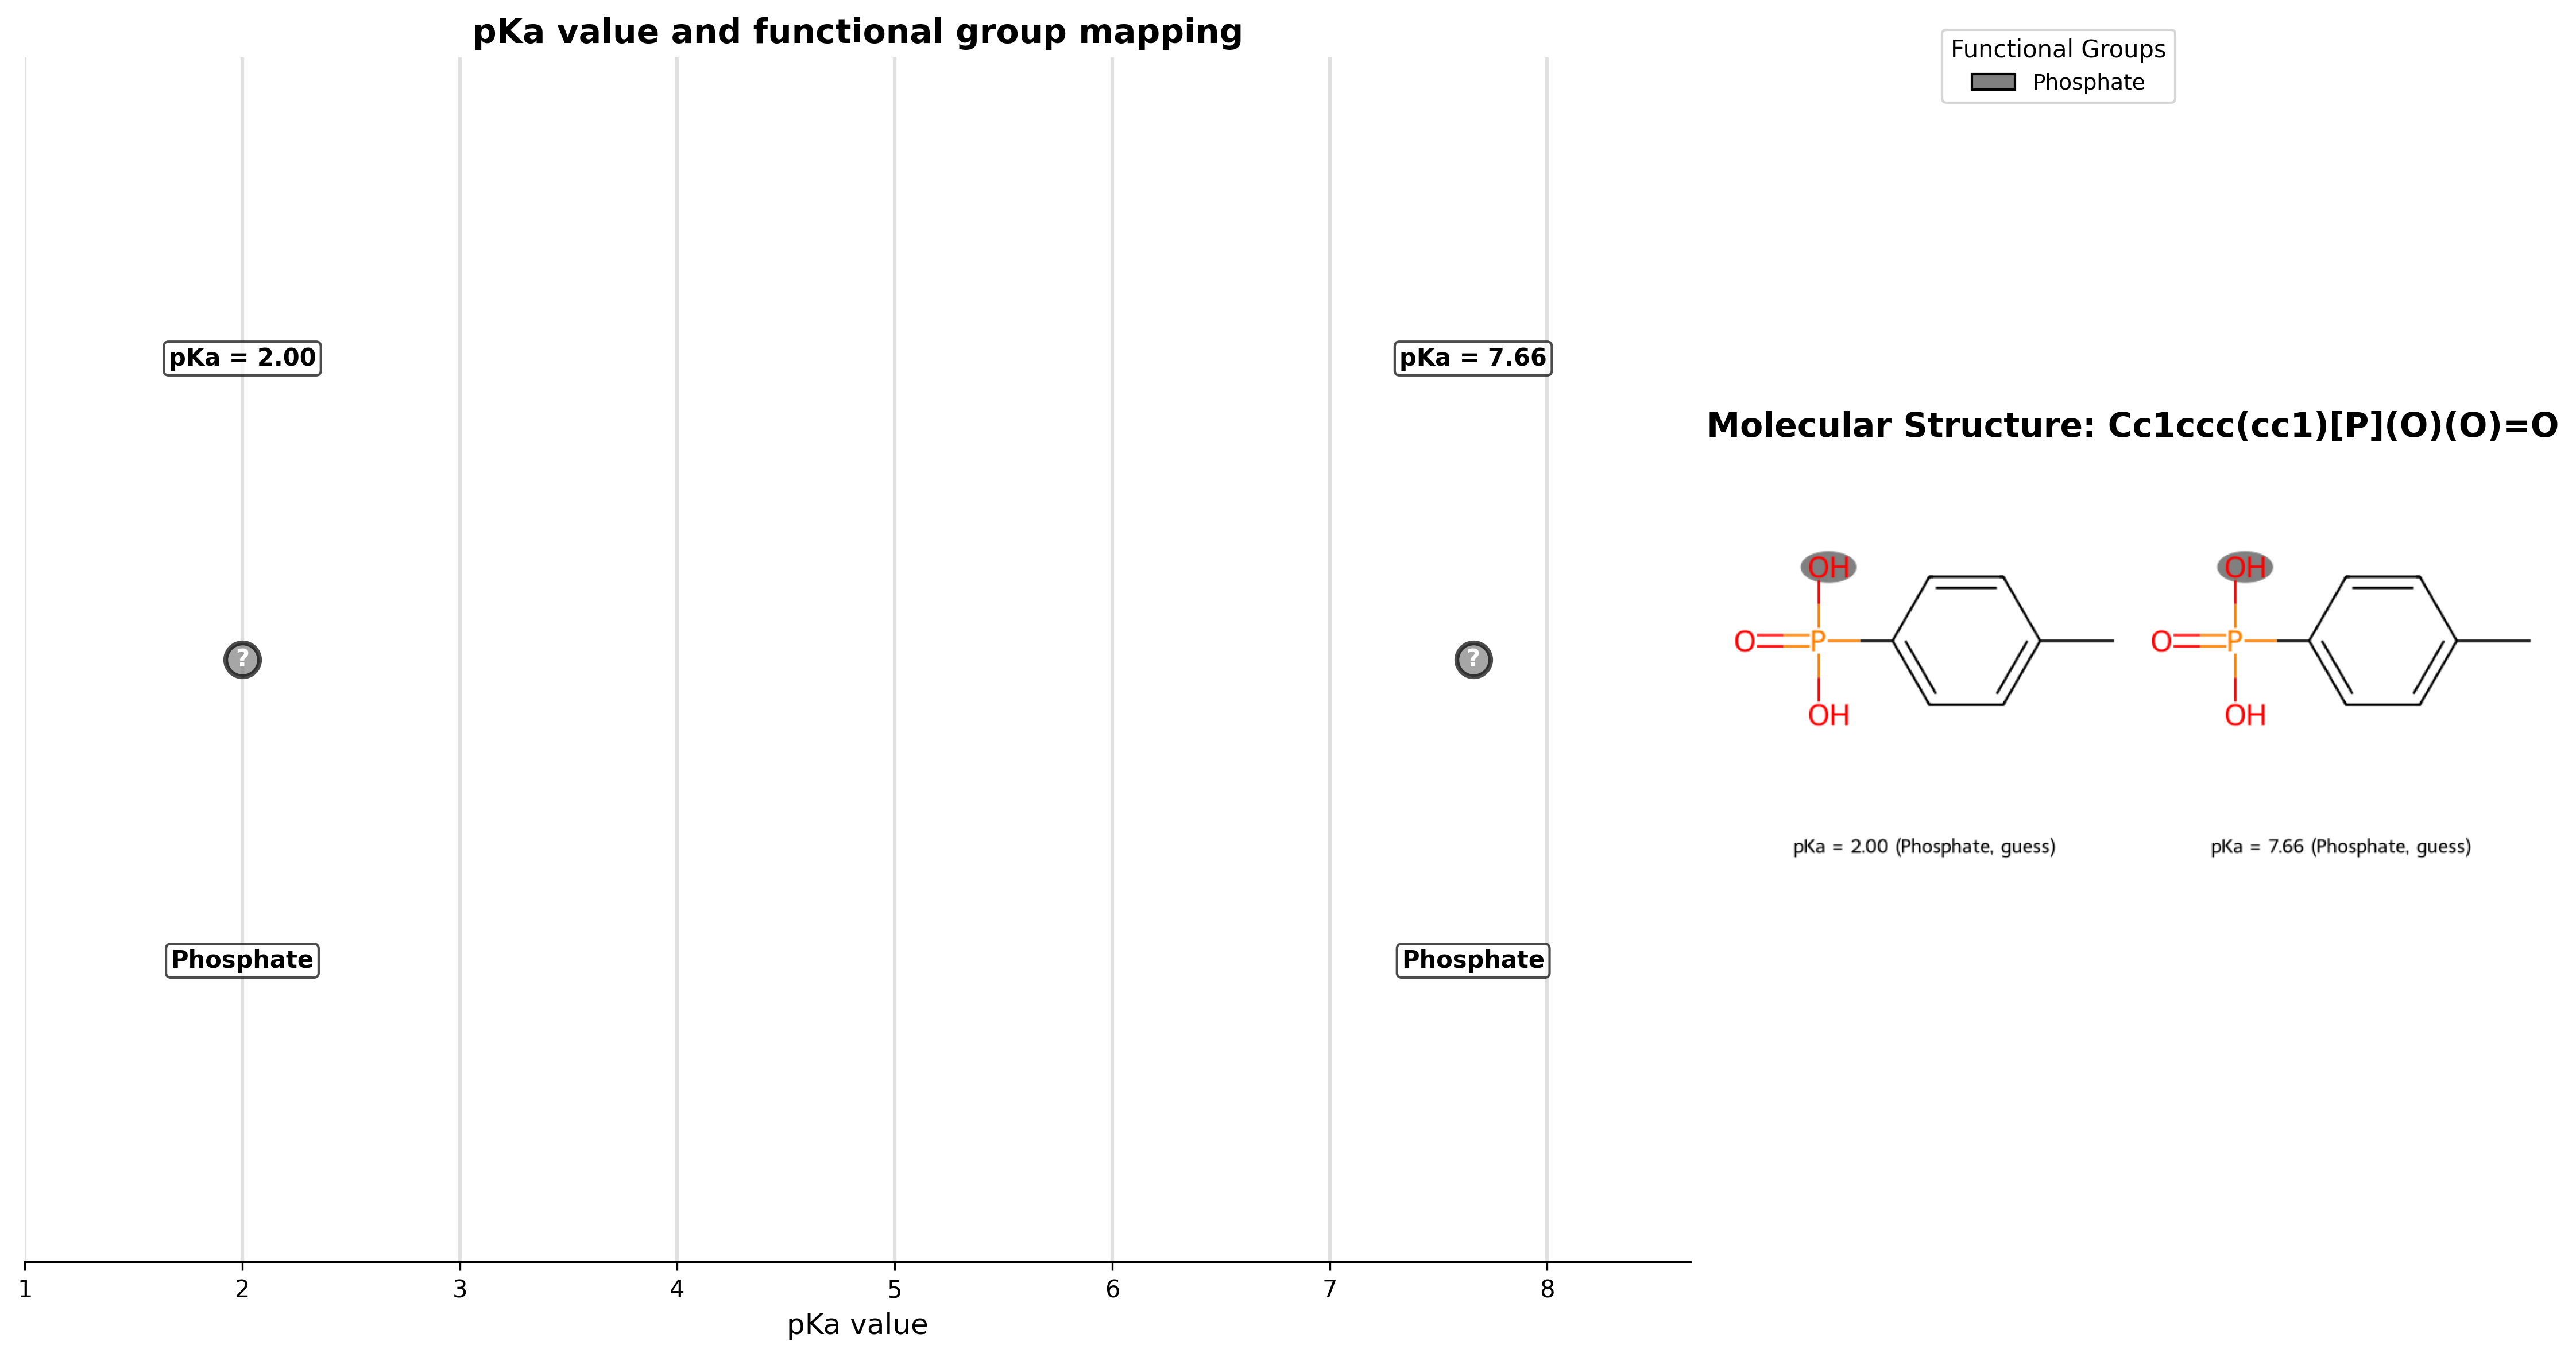 pKa value and functional group mapping
Functional Groups
Phosphate
pKa = 2.00
pKa = 7.66
Molecular Structure: Cc1ccc(cc1)[P](O)(O)=O
?
?
OH
O
P
OH
OH
O
P
OH
pKa = 2.00 (Phosphate, guess)
pKa = 7.66 (Phosphate, guess)
Phosphate
Phosphate
1 2 3 4 5 6 7 8
pKa value